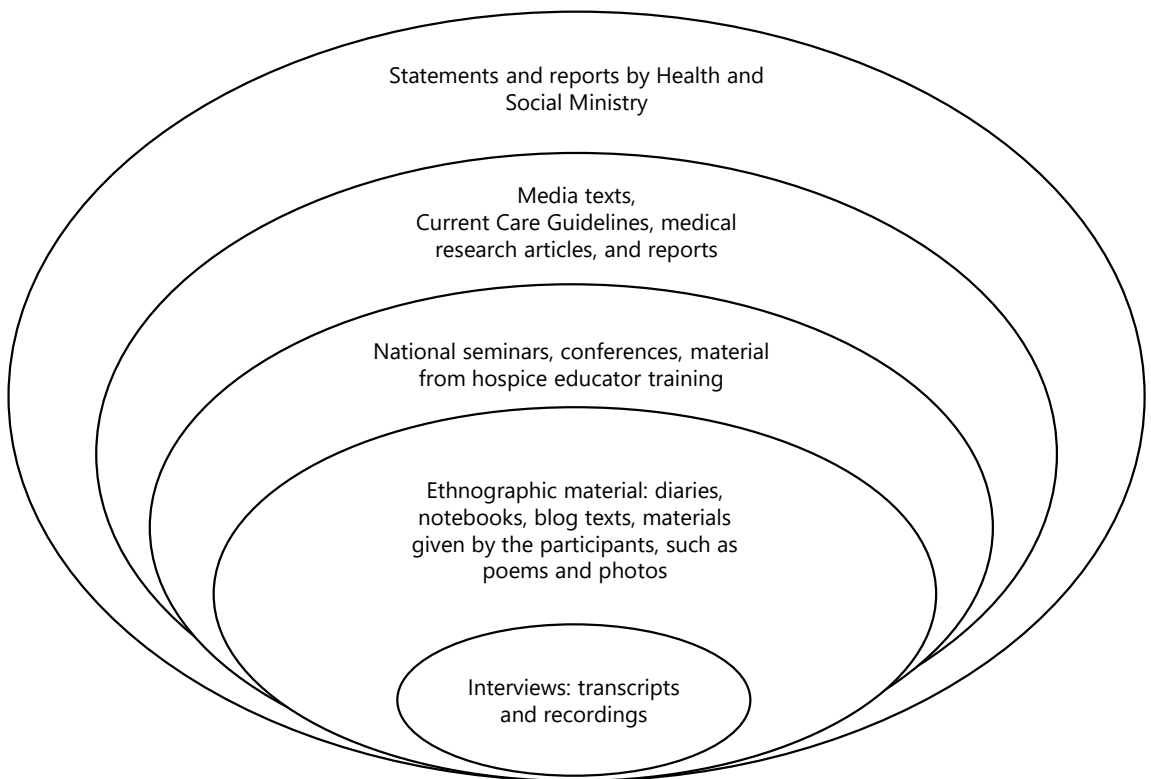 Statements and reports by Health and
Social Ministry
Media texts,
Current Care Guidelines, medical
research articles, and reports
National seminars, conferences, material
from hospice educator training
Ethnographic material: diaries,
notebooks, blog texts, materials
given by the participants, such as
poems and photos
Interviews: transcripts
and recordings